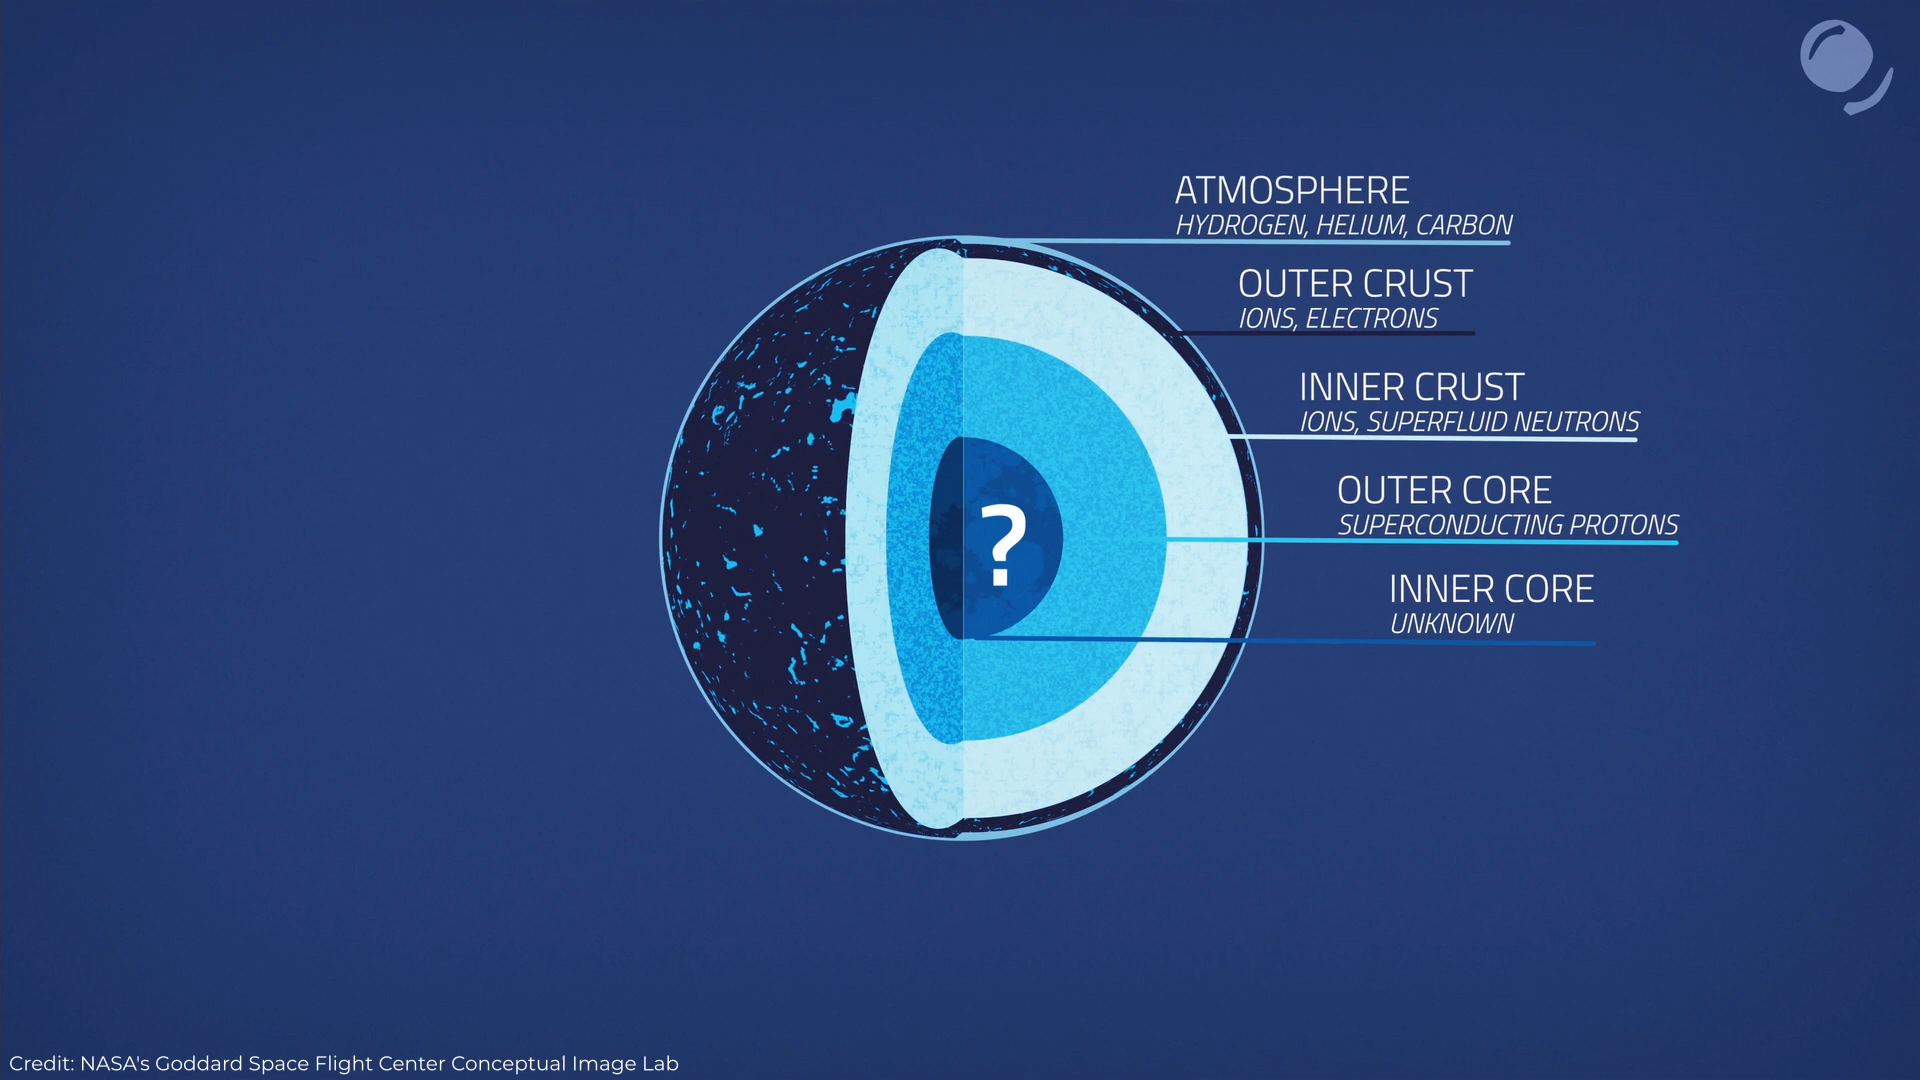 ATMOSPHERE
HYDROGEN, HELIUM, CARBON
OUTER CRUST
IONS, ELECTRONS
INNER CRUST
IONS, SUPERFLUID NEUTRONS
OUTER CORE
SUPERCONDUCTING PROTONS
?
INNER CORE
UNKNOWN
Credit: NASA's Goddard Space Flight Center Conceptual Image Lab